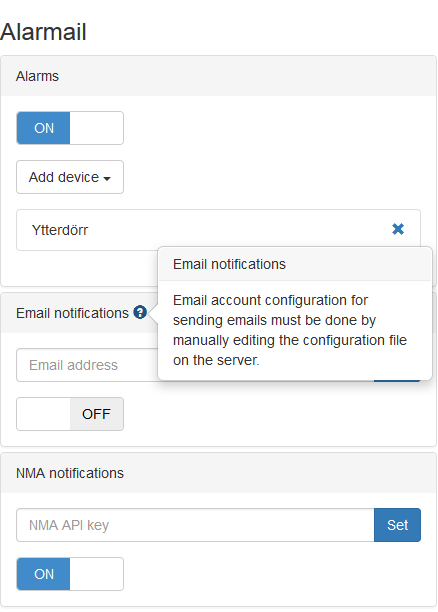 Alarmail
Alarms
ON
Add device
Ytterdörr
Email notifications
Email account configuration for
sending emails must be done by
manually editing the configuration file
on the server.
Email notifications
Email address
OFF
NMA notifications
NMA API key
Set
ON